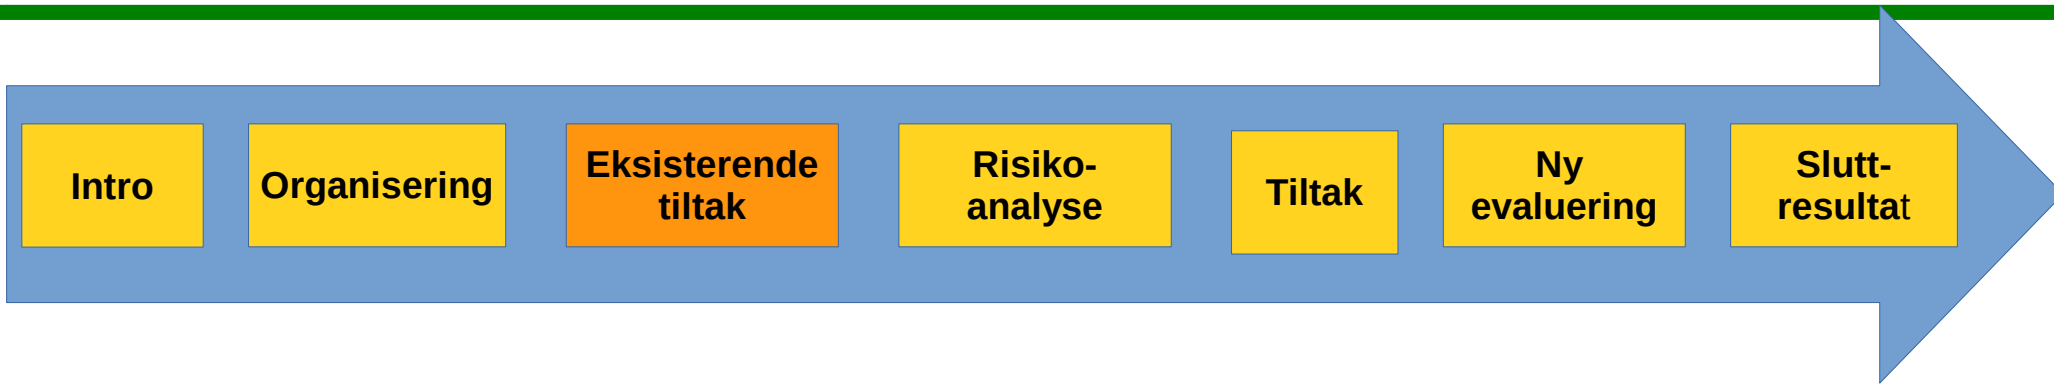 Intro
Organisering
Eksisterende
tiltak
Risiko-
analyse
Tiltak
Ny
evaluering
Slutt-
resultat